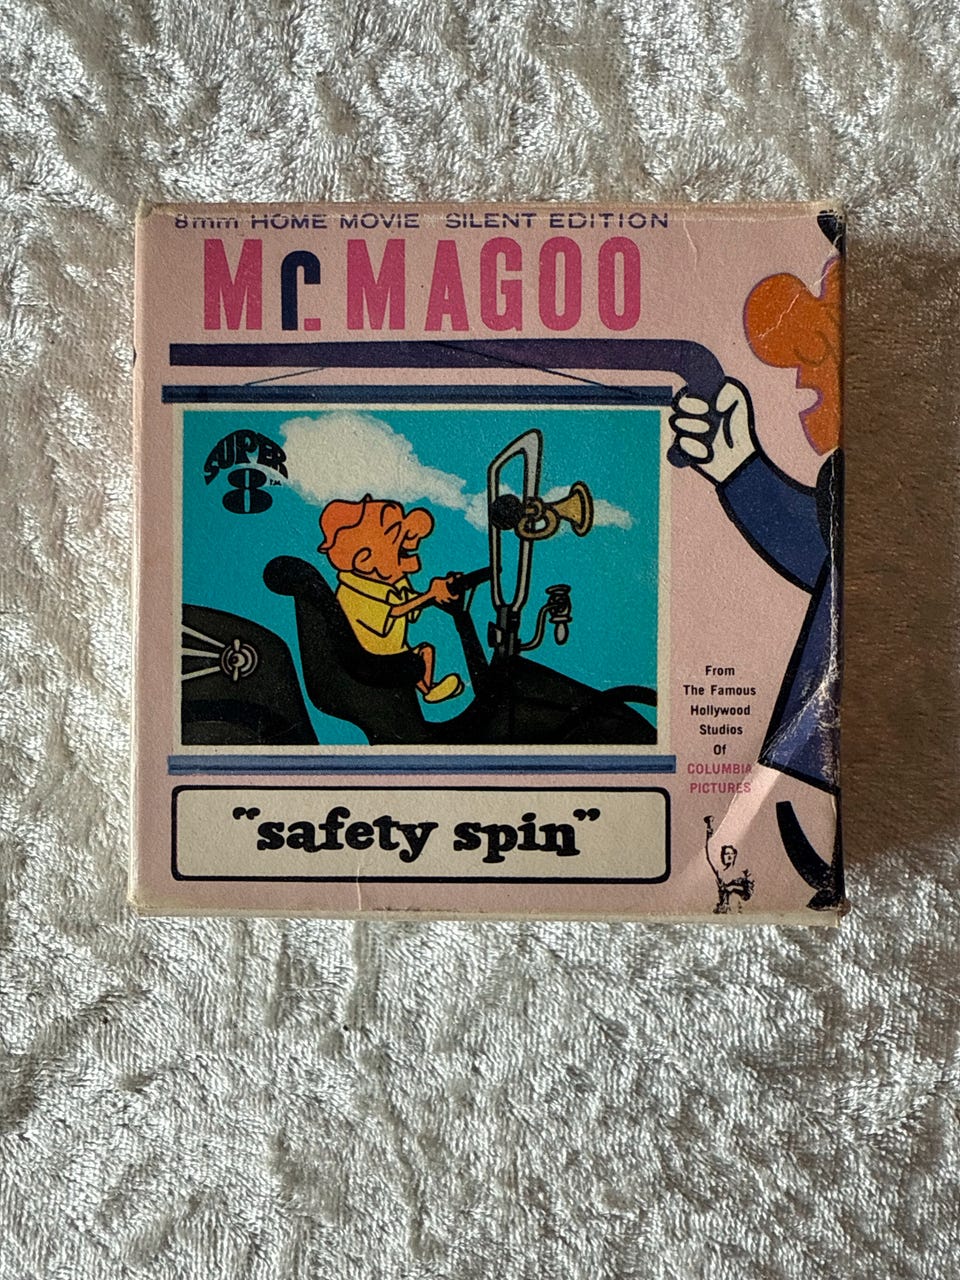 8mm HOME MOVIE SILENT EDITION
Mr. MAGOO
SUPER
8 T.M.
From
The Famous
Hollywood
Studios
Of
COLUMBIA
PICTURES
"safety spin"